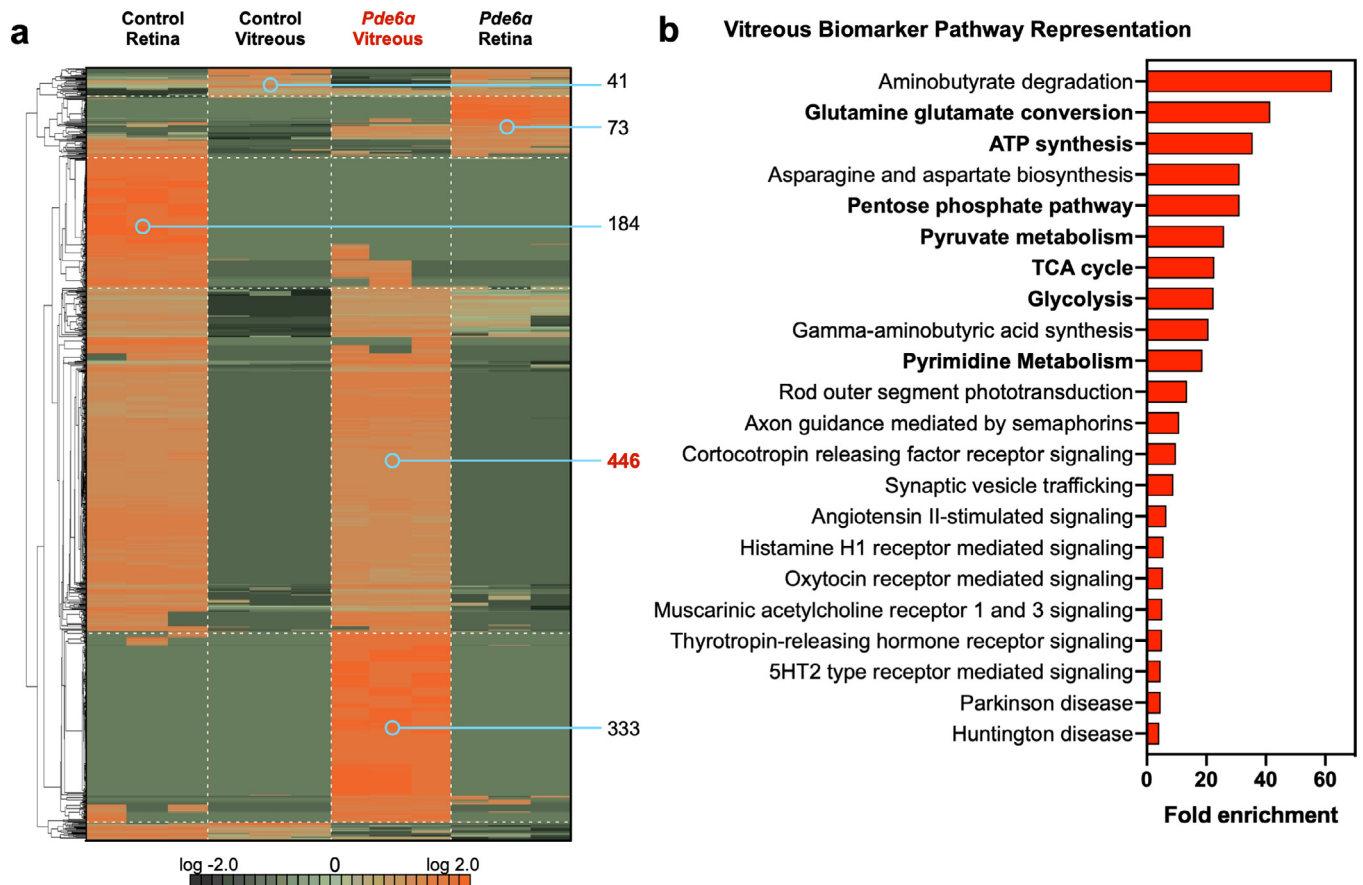 a
Control
Retina
Control
Vitreous
Pde6α
Vitreous
Pde6α
Retina
41
73
184
446
333
log -2.0
0
log 2.0
b
Vitreous Biomarker Pathway Representation
Aminobutyrate degradation
Glutamine glutamate conversion
ATP synthesis
Asparagine and aspartate biosynthesis
Pentose phosphate pathway
Pyruvate metabolism
TCA cycle
Glycolysis
Gamma-aminobutyric acid synthesis
Pyrimidine Metabolism
Rod outer segment phototransduction
Axon guidance mediated by semaphorins
Cortocotropin releasing factor receptor signaling
Synaptic vesicle trafficking
Angiotensin II-stimulated signaling
Histamine H1 receptor mediated signaling
Oxytocin receptor mediated signaling
Muscarinic acetylcholine receptor 1 and 3 signaling
Thyrotropin-releasing hormone receptor signaling
5HT2 type receptor mediated signaling
Parkinson disease
Huntington disease
0 20 40 60
Fold enrichment